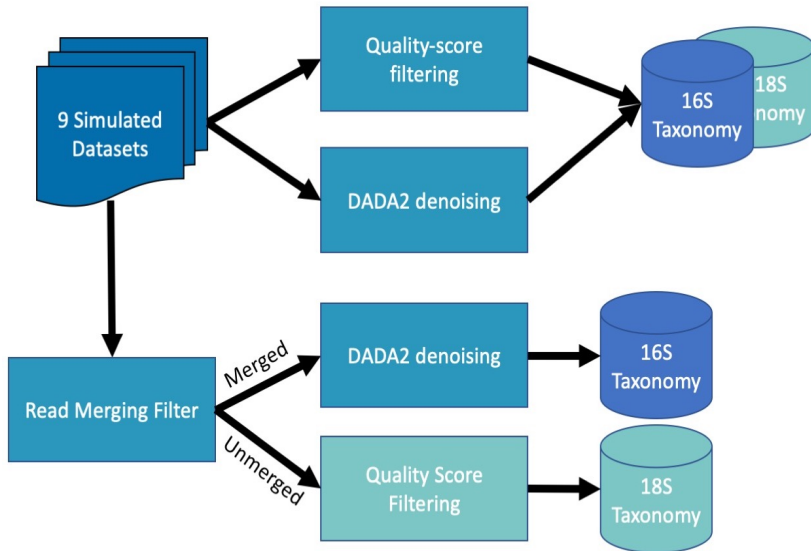 Quality-score
filtering
9 Simulated
Datasets
16S
Taxonomy
18S
DADA2 denoising
Merged
DADA2 denoising
16S
Taxonomy
Read Merging Filter
Unmerged
Quality Score
Filtering
18S
Taxonomy